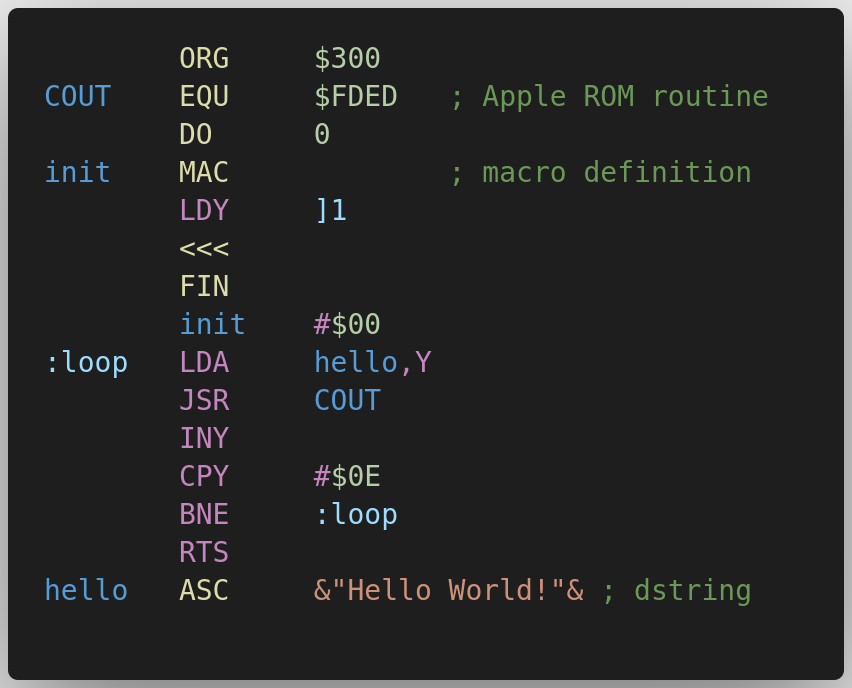 ORG $300
COUT EQU $FDED ; Apple ROM routine
DO 0
init MAC ; macro definition
LDY ]1
<<<
FIN
init #$00
:loop LDA hello,Y
JSR COUT
INY
CPY #$0E
BNE :loop
RTS
hello ASC &"Hello World!"& ; dstring